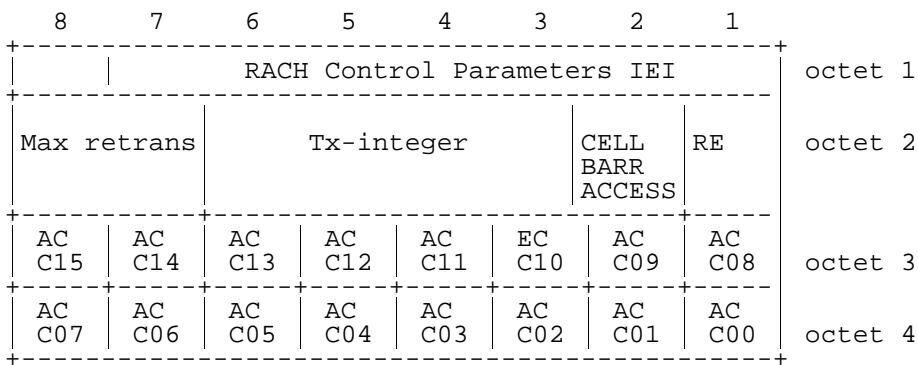 8 7 6 5 4 3 2 1
RACH Control Parameters IEI octet 1
Max retrans Tx-integer CELL RE octet 2
BARR
ACCESS
AC AC AC AC AC EC AC AC
C15 C14 C13 C12 C11 C10 C09 C08 octet 3
AC AC AC AC AC AC AC AC
C07 C06 C05 C04 C03 C02 C01 C00 octet 4